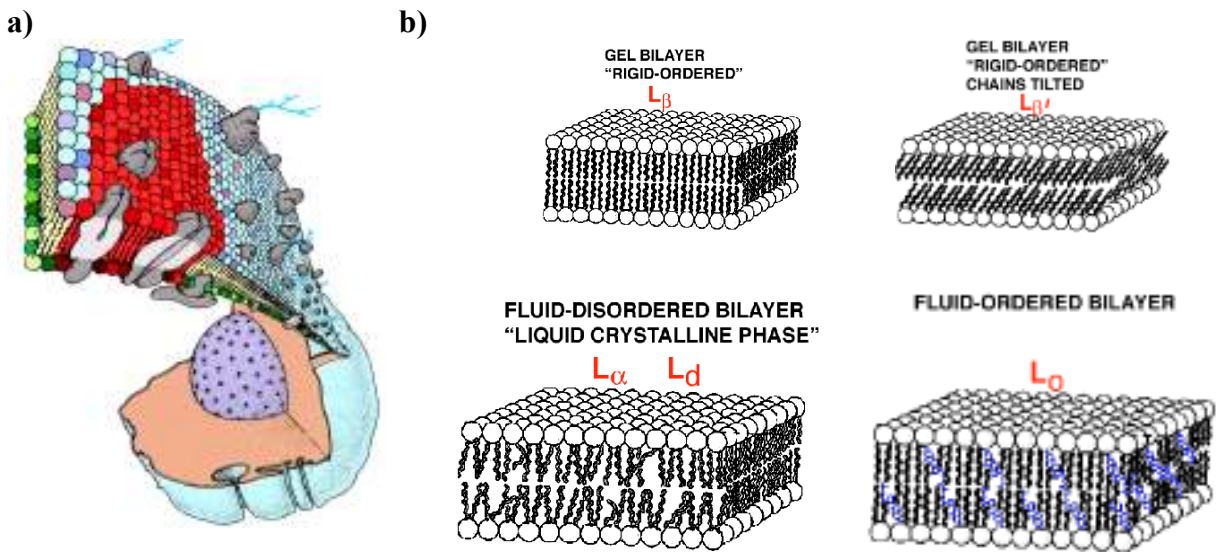 a)
b)
GEL BILAYER
“RIGID-ORDERED”
Lβ
GEL BILAYER
“RIGID-ORDERED”
CHAINS TILTED
Lβ′
FLUID-DISORDERED BILAYER
“LIQUID CRYSTALLINE PHASE”
Lα Ld
FLUID-ORDERED BILAYER
Lo